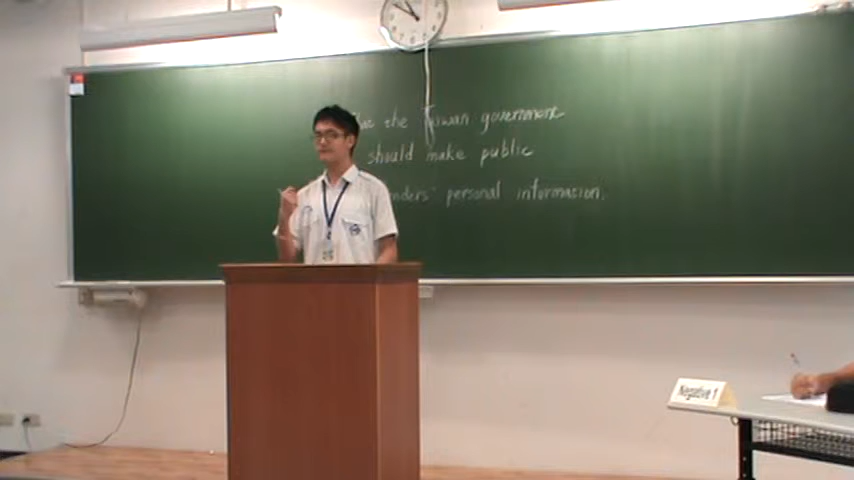 the Taiwan government
should make public
personal information.
Negative 1